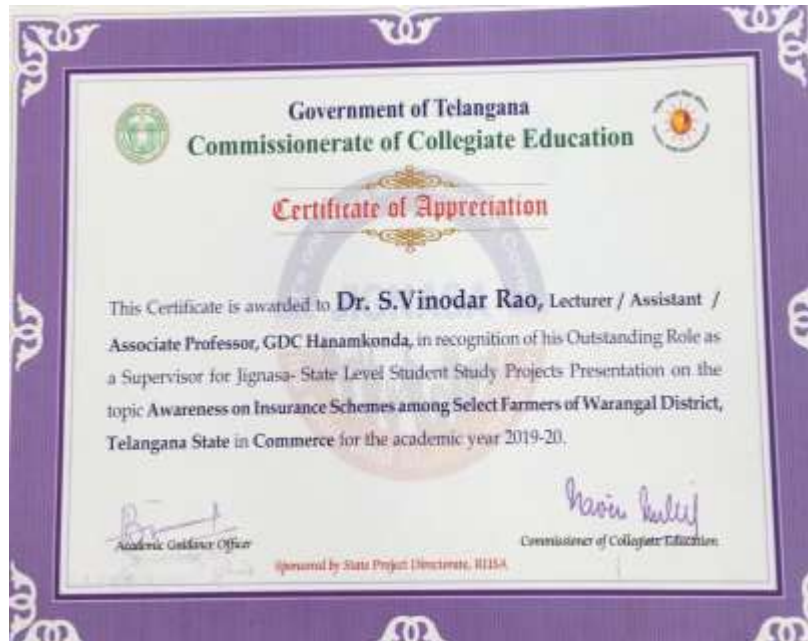 Government of Telangana
Commissionerate of Collegiate Education
Certificate of Appreciation
This Certificate is awarded to Dr. S.Vinodar Rao, Lecturer / Assistant /
Associate Professor, GDC Hanamkonda, in recognition of his Outstanding Role as
a Supervisor for Jignasa- State Level Student Study Projects Presentation on the
topic Awareness on Insurance Schemes among Select Farmers of Warangal District,
Telangana State in Commerce for the academic year 2019-20.
Academic Guidance Officer
Commissioner of Collegiate Education
Sponsored by State Project Directorate, RUSA